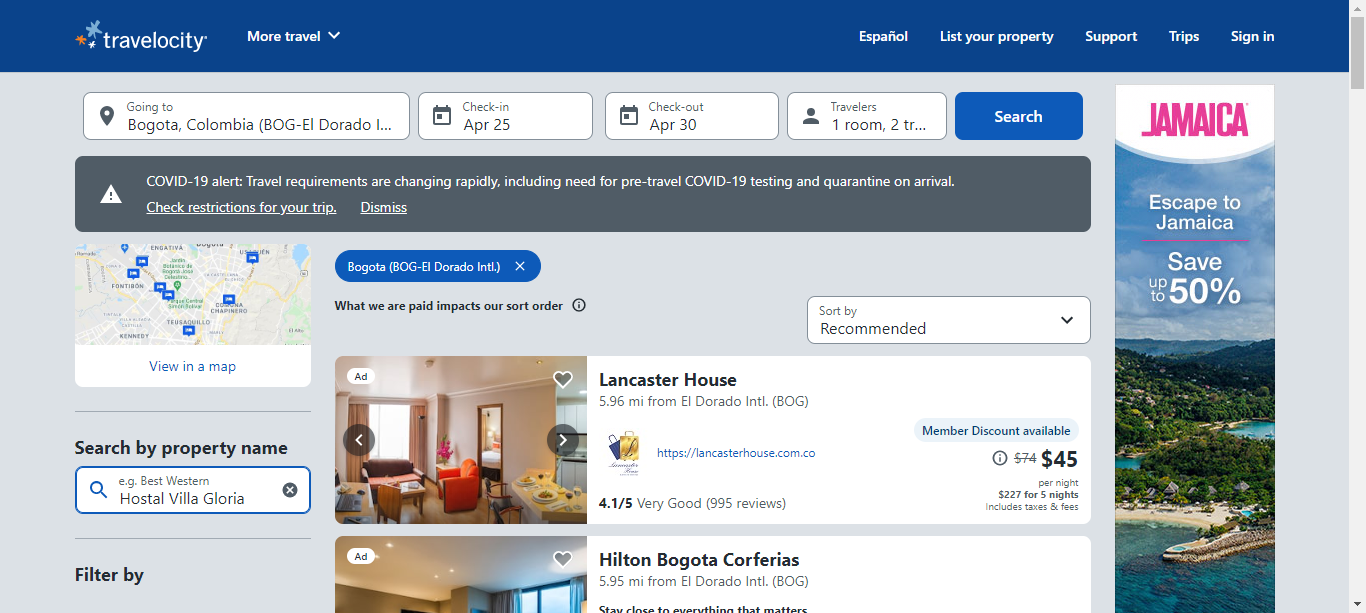 travelocity
More travel
Español
List your property
Support
Trips
Sign in
Going to
Bogota, Colombia (BOG-El Dorado I...
Check-in
Apr 25
Check-out
Apr 30
Travelers
1 room, 2 tr...
Search
COVID-19 alert: Travel requirements are changing rapidly, including need for pre-travel COVID-19 testing and quarantine on arrival.
Check restrictions for your trip.
Dismiss
ENGATIVA
USAQUÉN
FONTIBÓN
TEUSAQUILLO
CHAPINERO
KENNEDY
View in a map
Bogota (BOG-El Dorado Intl.)
What we are paid impacts our sort order
Sort by
Recommended
Search by property name
e.g. Best Western
Hostal Villa Gloria
Filter by
Ad
Lancaster House
5.96 mi from El Dorado Intl. (BOG)
Lancaster
House
https://lancasterhouse.com.co
4.1/5 Very Good (995 reviews)
Member Discount available
$74 $45
per night
$227 for 5 nights
Includes taxes & fees
Ad
Hilton Bogota Corferias
5.95 mi from El Dorado Intl. (BOG)
Stay close to everything that matters
JAMAICA
Escape to
Jamaica
Save
up to 50%